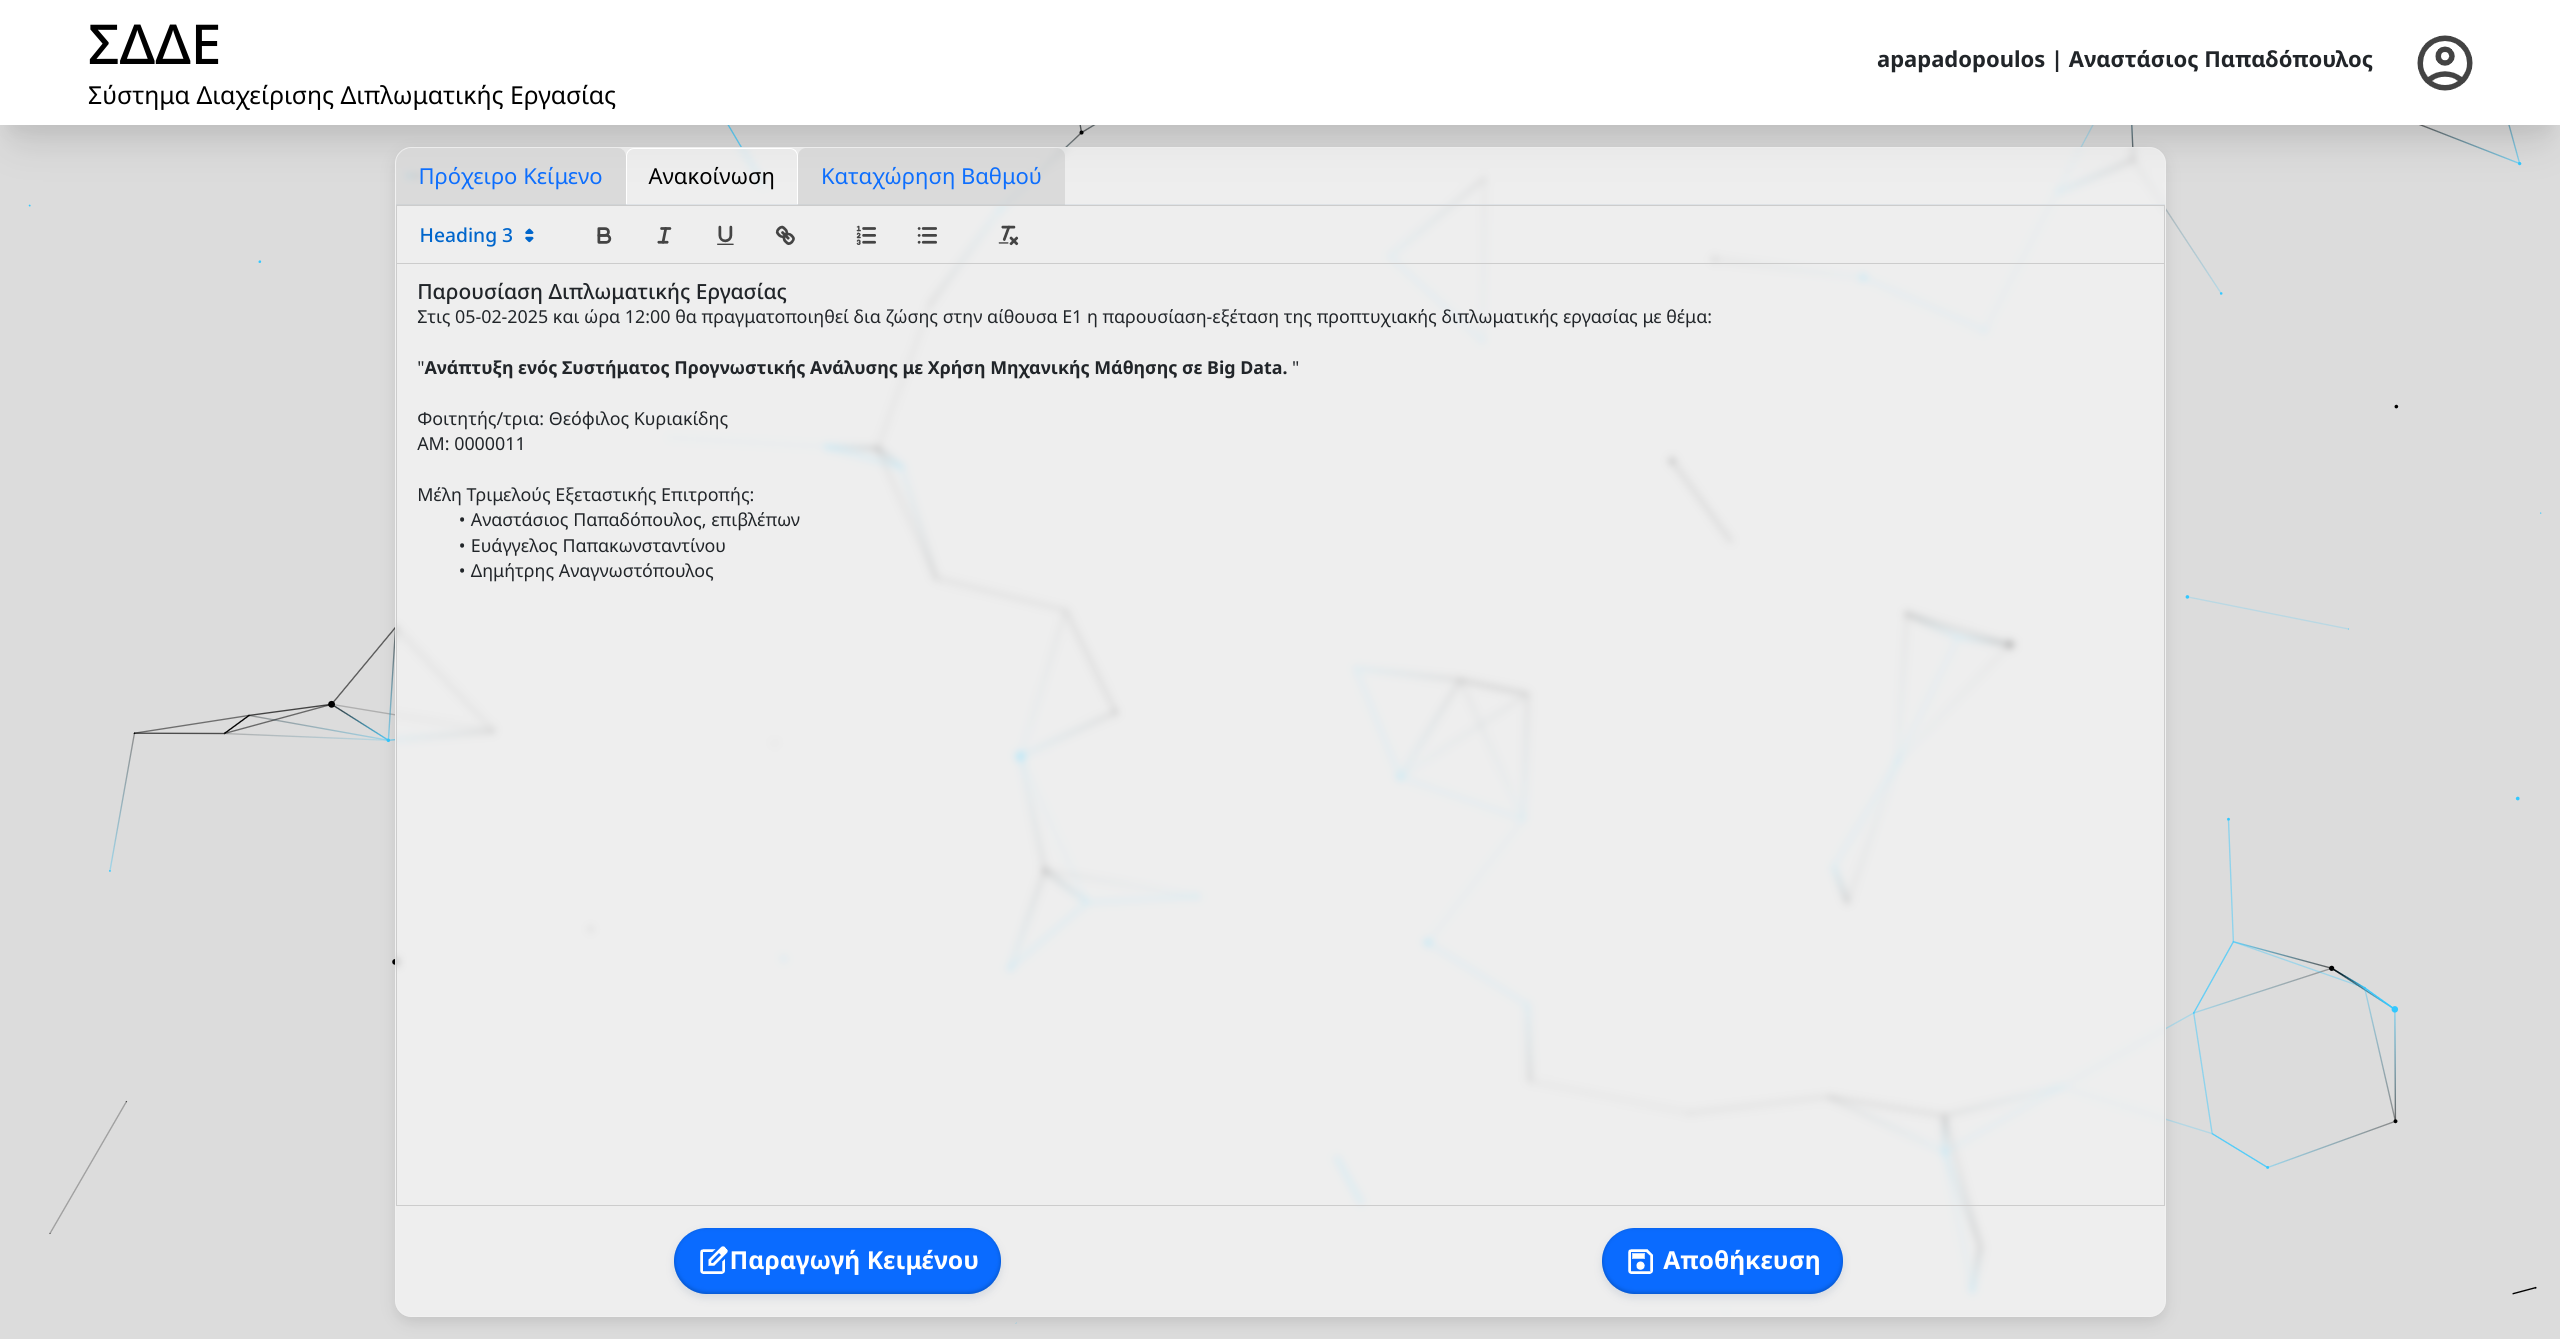 ΣΔΔΕ
Σύστημα Διαχείρισης Διπλωματικής Εργασίας
apapadopoulos | Αναστάσιος Παπαδόπουλος
Πρόχειρο Κείμενο
Ανακοίνωση
Καταχώρηση Βαθμού
Heading 3
Παρουσίαση Διπλωματικής Εργασίας
Στις 05-02-2025 και ώρα 12:00 θα πραγματοποιηθεί δια ζώσης στην αίθουσα Ε1 η παρουσίαση-εξέταση της προπτυχιακής διπλωματικής εργασίας με θέμα:
"Ανάπτυξη ενός Συστήματος Προγνωστικής Ανάλυσης με Χρήση Μηχανικής Μάθησης σε Big Data. "
Φοιτητής/τρια: Θεόφιλος Κυριακίδης
ΑΜ: 0000011
Μέλη Τριμελούς Εξεταστικής Επιτροπής:
• Αναστάσιος Παπαδόπουλος, επιβλέπων
• Ευάγγελος Παπακωνσταντίνου
• Δημήτρης Αναγνωστόπουλος
Παραγωγή Κειμένου
Αποθήκευση